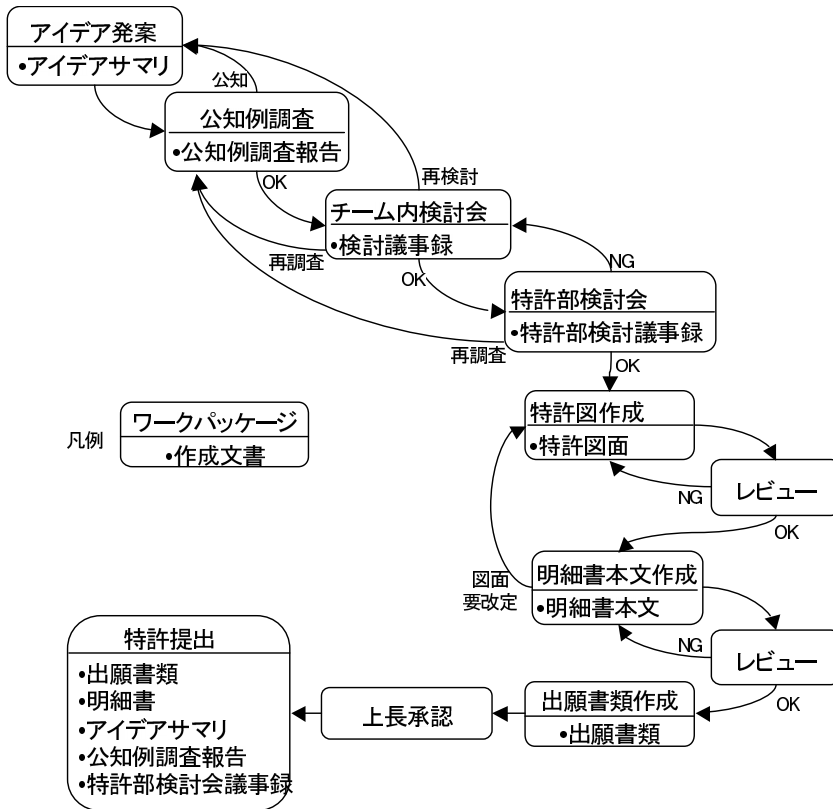 アイデア発案
•アイデアサマリ
公知
公知例調査
•公知例調査報告
OK
再検討
チーム内検討会
•検討議事録
再調査
OK
NG
特許部検討会
•特許部検討議事録
再調査
OK
凡例
ワークパッケージ
•作成文書
特許図作成
•特許図面
レビュー
NG
OK
明細書本文作成
•明細書本文
図面
要改定
NG
レビュー
OK
出願書類作成
•出願書類
上長承認
特許提出
•出願書類
•明細書
•アイデアサマリ
•公知例調査報告
•特許部検討会議事録